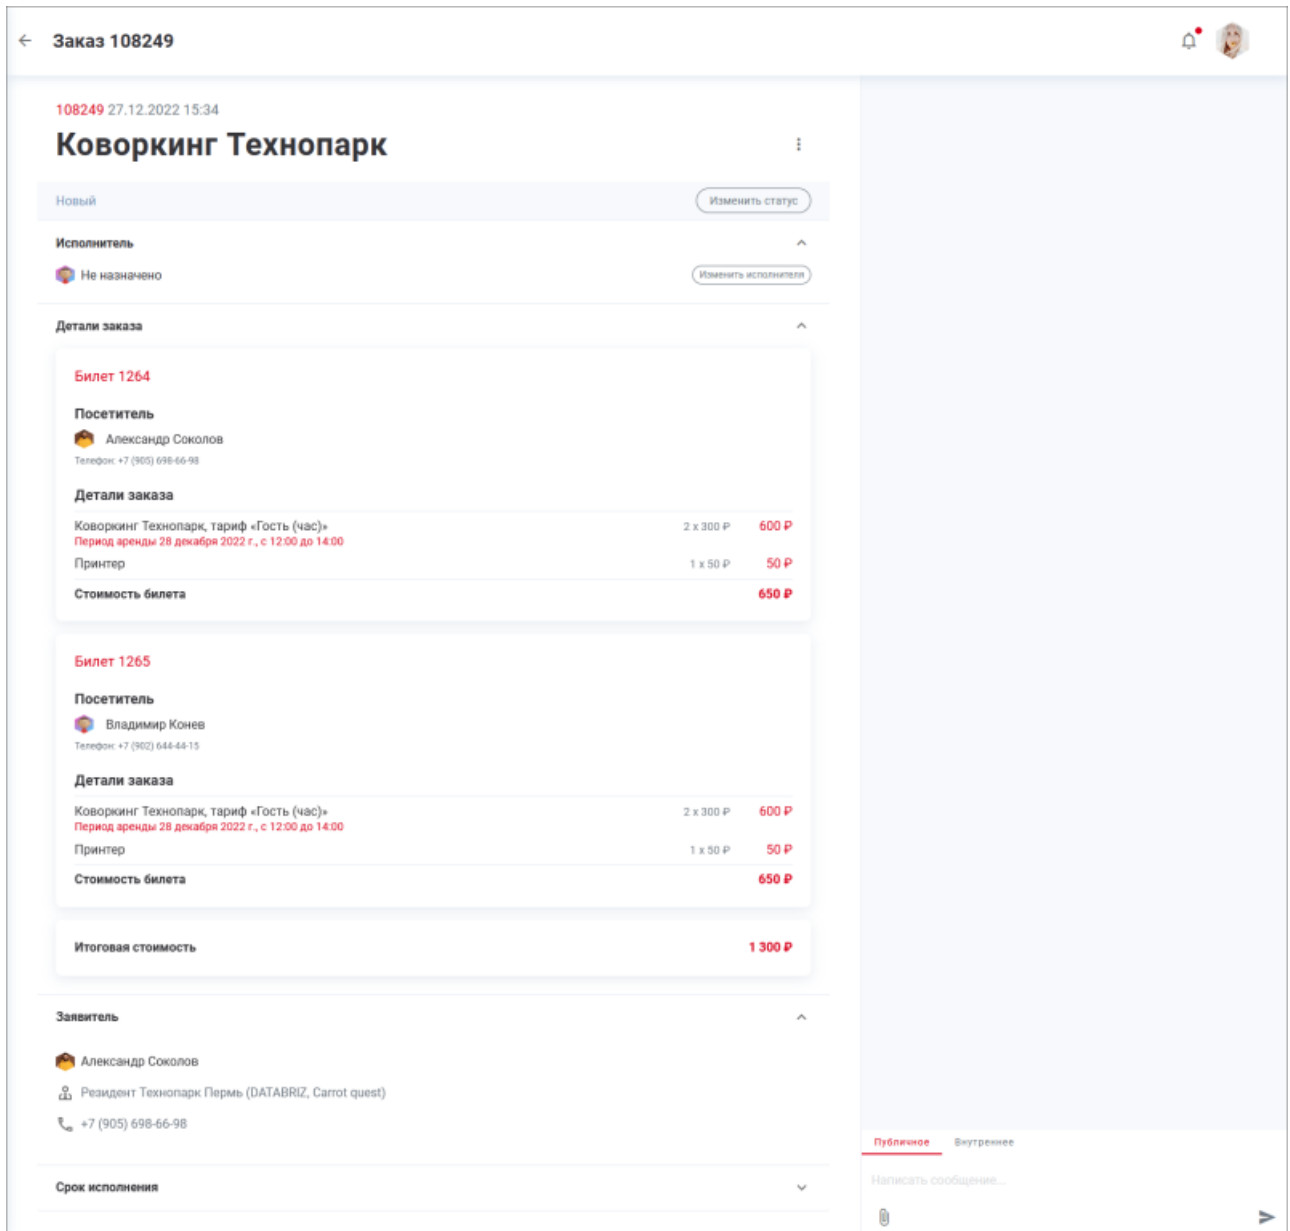 Заказ 108249
108249 27.12.2022 15:34
Коворкинг Технопарк
Новый
Изменить статус
Исполнитель
Не назначено
Изменить исполнителя
Детали заказа
Билет 1264
Посетитель
Александр Соколов
Телефон: +7 (905) 698-66-98
Детали заказа
Коворкинг Технопарк, тариф «Гость (час)» 2 x 300 ₽ 600 ₽
Период аренды 28 декабря 2022 г., с 12:00 до 14:00
Принтер 1 x 50 ₽ 50 ₽
Стоимость билета 650 ₽
Билет 1265
Посетитель
Владимир Конев
Телефон: +7 (902) 644-44-15
Детали заказа
Коворкинг Технопарк, тариф «Гость (час)» 2 x 300 ₽ 600 ₽
Период аренды 28 декабря 2022 г., с 12:00 до 14:00
Принтер 1 x 50 ₽ 50 ₽
Стоимость билета 650 ₽
Итоговая стоимость 1 300 ₽
Заявитель
Александр Соколов
Резидент Технопарк Пермь (DATABRIZ, Carrot quest)
+7 (905) 698-66-98
Срок исполнения
Публичное Внутреннее
Написать сообщение...